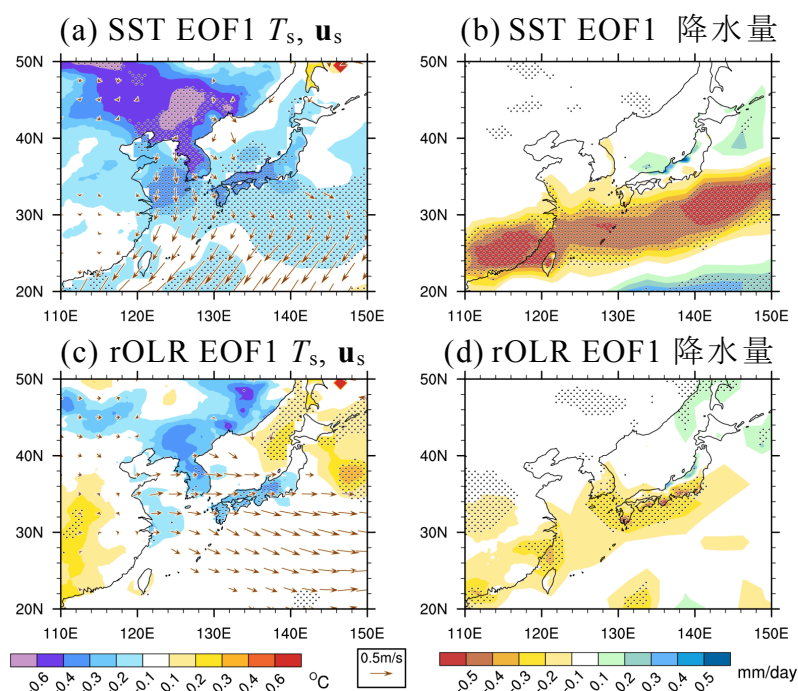 (a) SST EOF1 Tₛ, uₛ
(b) SST EOF1 降水量
50N
40N
30N
20N
110E 120E 130E 140E 150E
50N
40N
30N
20N
110E 120E 130E 140E 150E
(c) rOLR EOF1 Tₛ, uₛ
(d) rOLR EOF1 降水量
50N
40N
30N
20N
110E 120E 130E 140E 150E
50N
40N
30N
20N
110E 120E 130E 140E 150E
-0.6 -0.4 -0.3 -0.2 -0.1 0.1 0.2 0.3 0.4 0.6 °C
0.5m/s
-0.5 -0.4 -0.3 -0.2 -0.1 0.1 0.2 0.3 0.4 0.5 mm/day